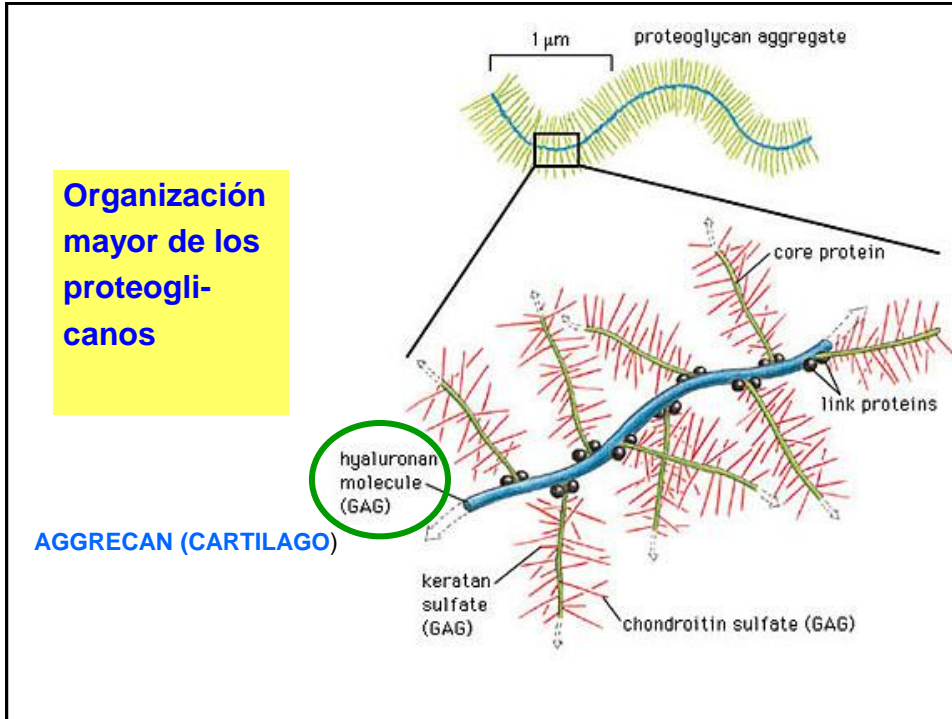 1 μm
proteoglycan aggregate
Organización
mayor de los
proteogli-
canos
core protein
link proteins
hyaluronan
molecule
(GAG)
AGGRECAN (CARTILAGO)
keratan
sulfate
(GAG)
chondroitin sulfate (GAG)